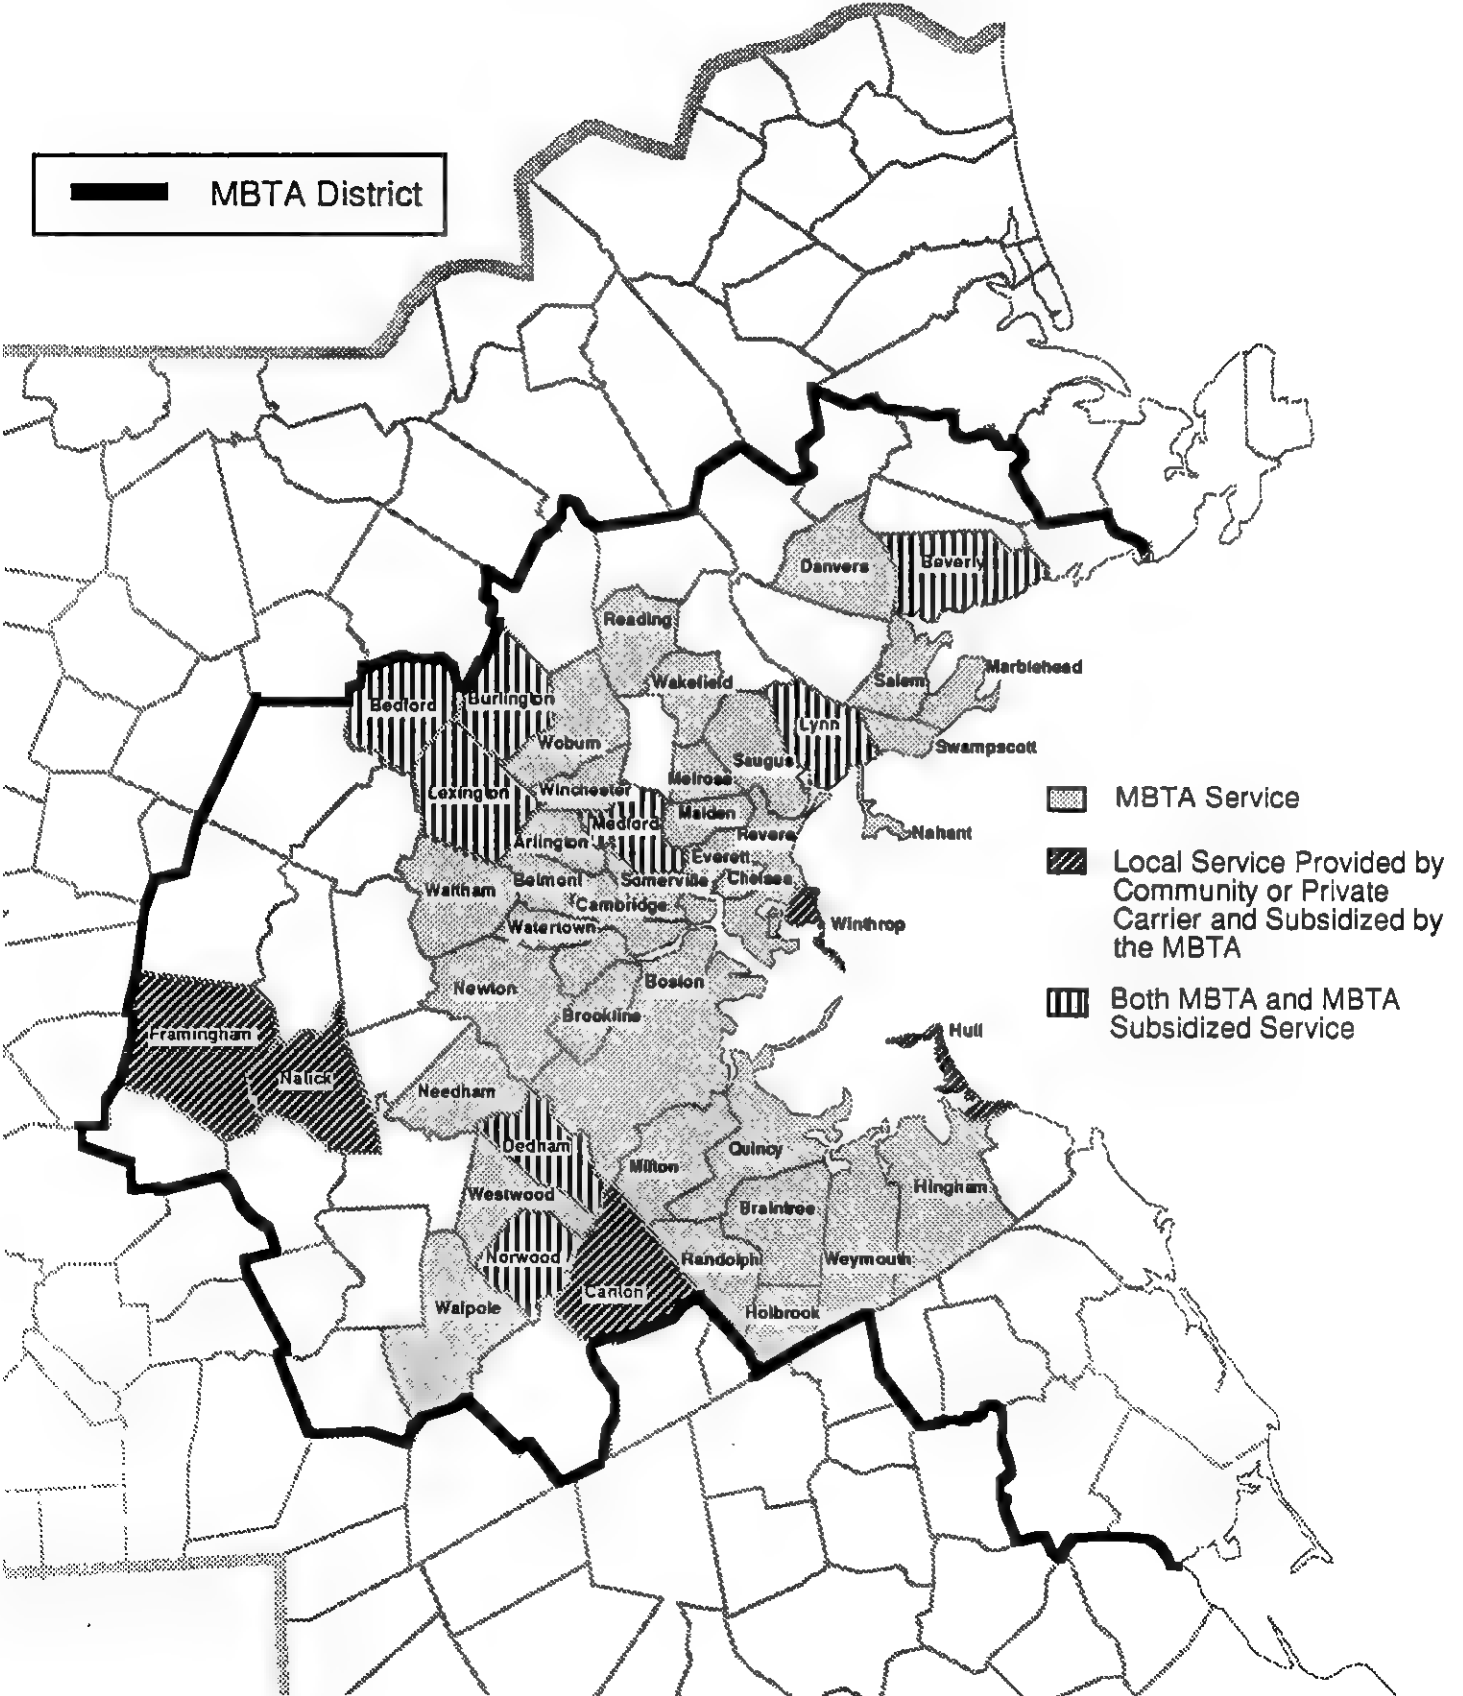 MBTA District
Danvers
Beverly
Reading
Marblehead
Wakefield
Salem
Bedford
Burlington
Lynn
Woburn
Swampscott
Saugus
Melrose
Lexington
Winchester
MBTA Service
Malden
Medford
Revere
Nahant
Arlington
Everett
Local Service Provided by
Community or Private
Carrier and Subsidized by
the MBTA
Waltham
Belmont
Somerville
Chelsea
Cambridge
Watertown
Winthrop
Newton
Boston
Both MBTA and MBTA
Subsidized Service
Brookline
Framingham
Hull
Natick
Needham
Dedham
Quincy
Milton
Hingham
Westwood
Braintree
Norwood
Randolph
Weymouth
Canton
Walpole
Holbrook